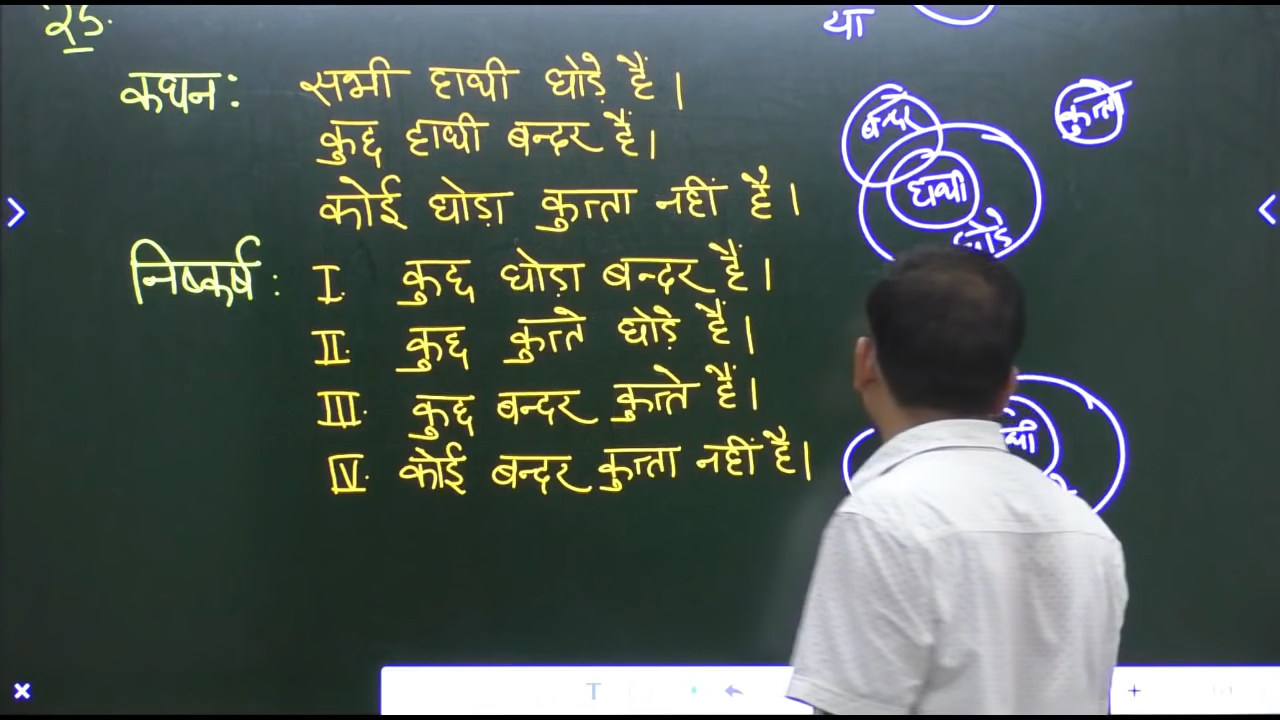 25.
या
कथन: सभी हाथी घोड़े हैं।
कुछ हाथी बन्दर हैं।
कोई घोड़ा कुत्ता नहीं है।
निष्कर्ष: I. कुछ घोड़ा बन्दर हैं।
II. कुछ कुत्ते घोड़े हैं।
III. कुछ बन्दर कुत्ते हैं।
IV. कोई बन्दर कुत्ता नहीं है।
बन्दर
कुत्ता
हाथी
घोड़े
T